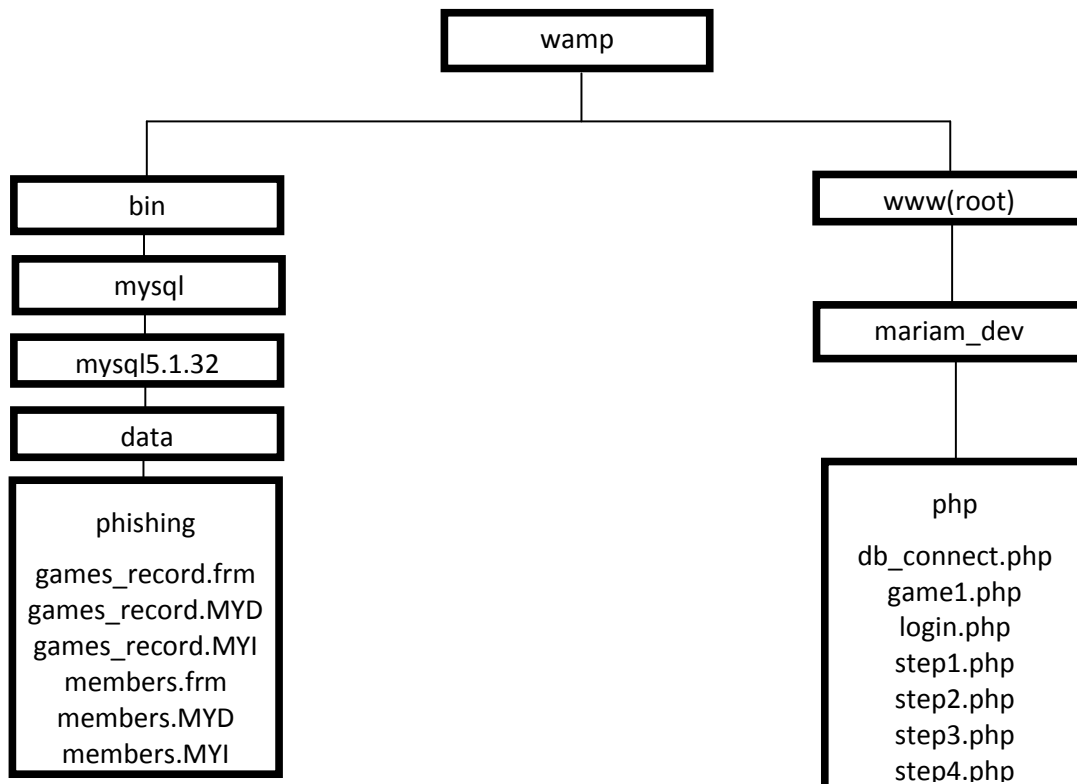 wamp
bin
mysql
mysql5.1.32
data
phishing
games_record.frm
games_record.MYD
games_record.MYI
members.frm
members.MYD
members.MYI
www(root)
mariam_dev
php
db_connect.php
game1.php
login.php
step1.php
step2.php
step3.php
step4.php